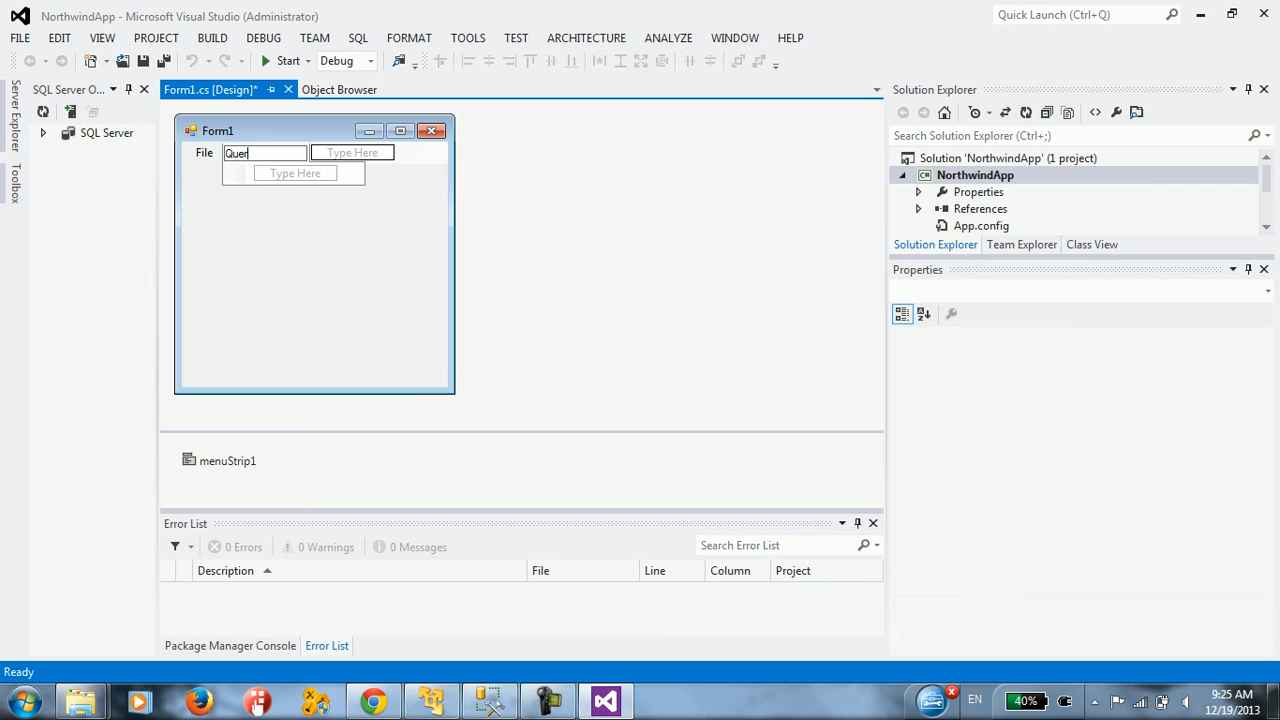 NorthwindApp - Microsoft Visual Studio (Administrator)
Quick Launch (Ctrl+Q)
FILE EDIT VIEW PROJECT BUILD DEBUG TEAM SQL FORMAT TOOLS TEST ARCHITECTURE ANALYZE WINDOW HELP
Start Debug
Server Explorer
Toolbox
SQL Server O...
SQL Server
Form1.cs [Design]* Object Browser
Form1
File Quer Type Here
Type Here
menuStrip1
Error List
0 Errors 0 Warnings 0 Messages Search Error List
Description File Line Column Project
Package Manager Console Error List
Solution Explorer
Search Solution Explorer (Ctrl+;)
Solution 'NorthwindApp' (1 project)
C# NorthwindApp
Properties
References
App.config
Solution Explorer Team Explorer Class View
Properties
Ready
EN 40% 9:25 AM
12/19/2013